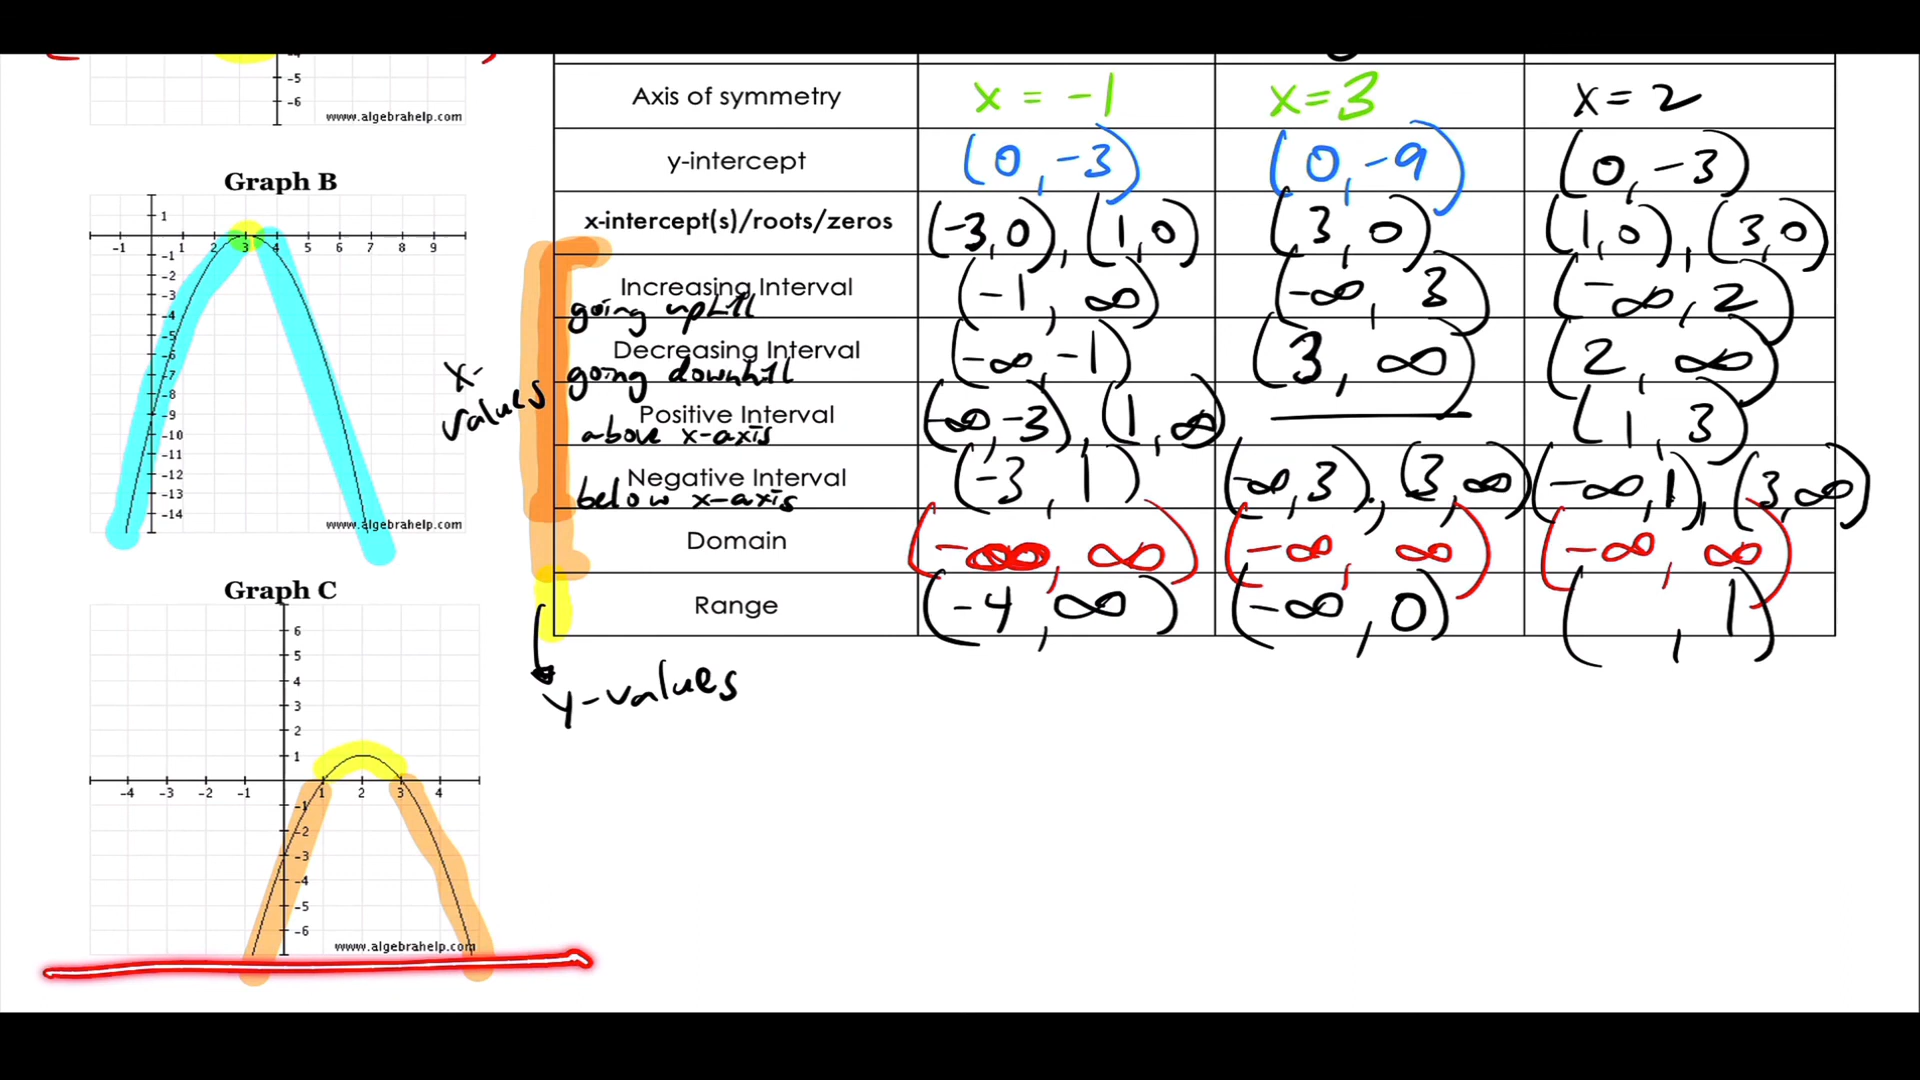 -5
-6
www.algebrahelp.com
Axis of symmetry x = -1 x=3 x= 2
y-intercept (0, -3) (0, -9) (0, -3)
x-intercept(s)/roots/zeros (-3,0), (1,0) (3, 0) (1,0), (3,0)
Increasing Interval (-1, ∞) (-∞, 3) (-∞, 2)
going uphill
Decreasing Interval (-∞, -1) (3, ∞) (2, ∞)
going downhill
Positive Interval (-∞,-3), (1, ∞) — (1, 3)
above x-axis
Negative Interval (-3, 1) (-∞,3), (3,∞) (-∞,1), (3,∞)
below x-axis
Domain (-∞, ∞) (-∞, ∞) (-∞, ∞)
Range (-4, ∞) (-∞, 0) ( , 1)
x-
values
y-values
Graph B
1
-1 1 2 3 4 5 6 7 8 9
-1
-2
-3
-4
-5
-6
-7
-8
-9
-10
-11
-12
-13
-14
www.algebrahelp.com
Graph C
6
5
4
3
2
1
-4 -3 -2 -1 1 2 3 4
-1
-2
-3
-4
-5
-6
www.algebrahelp.com